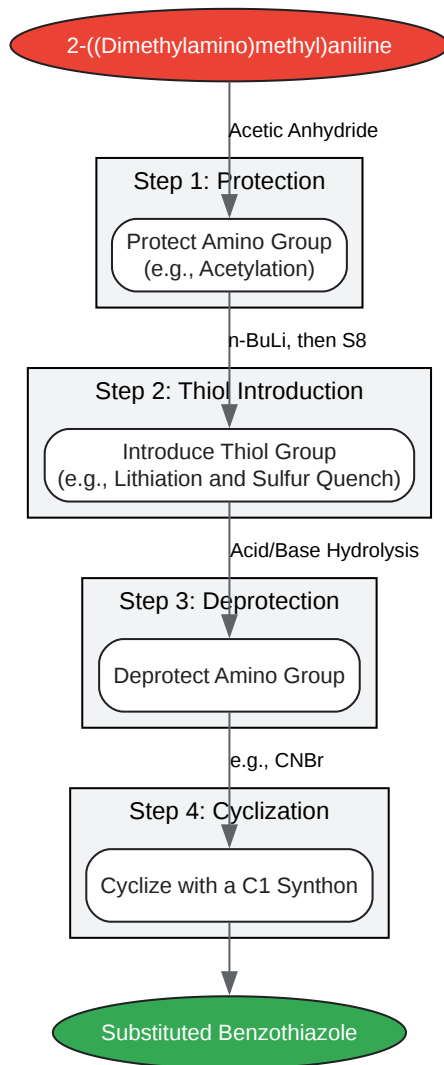 2-((Dimethylamino)methyl)aniline
Acetic Anhydride
Step 1: Protection
Protect Amino Group
(e.g., Acetylation)
n-BuLi, then S8
Step 2: Thiol Introduction
Introduce Thiol Group
(e.g., Lithiation and Sulfur Quench)
Acid/Base Hydrolysis
Step 3: Deprotection
Deprotect Amino Group
e.g., CNBr
Step 4: Cyclization
Cyclize with a C1 Synthon
Substituted Benzothiazole